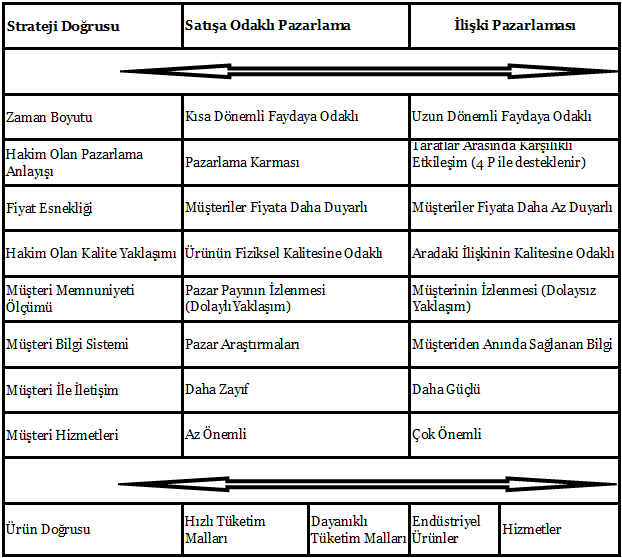 Strateji Doğrusu
Satışa Odaklı Pazarlama
İlişki Pazarlaması
Zaman Boyutu
Kısa Dönemli Faydaya Odaklı
Uzun Dönemli Faydaya Odaklı
Hakim Olan Pazarlama
Anlayışı
Pazarlama Karması
Taraflar Arasında Karşılıklı
Etkileşim (4 P ile desteklenir)
Fiyat Esnekliği
Müşteriler Fiyata Daha Duyarlı
Müşteriler Fiyata Daha Az Duyarlı
Hakim Olan Kalite Yaklaşımı
Ürünün Fiziksel Kalitesine Odaklı
Aradaki İlişkinin Kalitesine Odaklı
Müşteri Memnuniyeti
Ölçümü
Pazar Payının İzlenmesi
(Dolaylı Yaklaşım)
Müşterinin İzlenmesi (Dolaysız
Yaklaşım)
Müşteri Bilgi Sistemi
Pazar Araştırmaları
Müşteriden Anında Sağlanan Bilgi
Müşteri İle İletişim
Daha Zayıf
Daha Güçlü
Müşteri Hizmetleri
Az Önemli
Çok Önemli
Ürün Doğrusu
Hızlı Tüketim
Malları
Dayanıklı
Tüketim Malları
Endüstriyel
Ürünler
Hizmetler